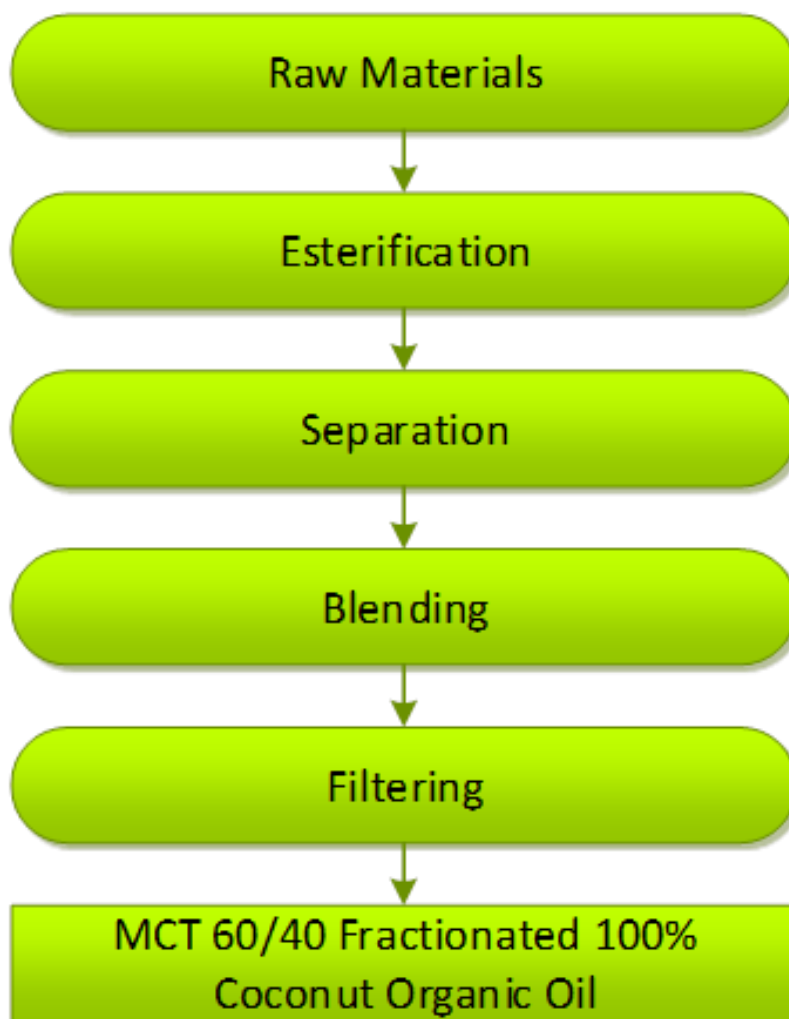 Raw Materials
Esterification
Separation
Blending
Filtering
MCT 60/40 Fractionated 100%
Coconut Organic Oil